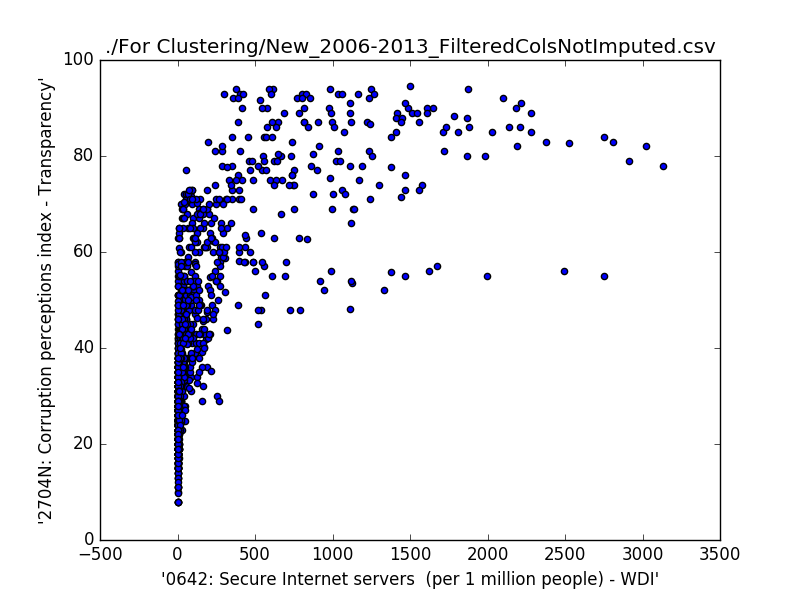 ./For Clustering/New_2006-2013_FilteredColsNotImputed.csv
100
80
60
40
20
0
'2704N: Corruption perceptions index - Transparency'
−500 0 500 1000 1500 2000 2500 3000 3500
'0642: Secure Internet servers  (per 1 million people) - WDI'